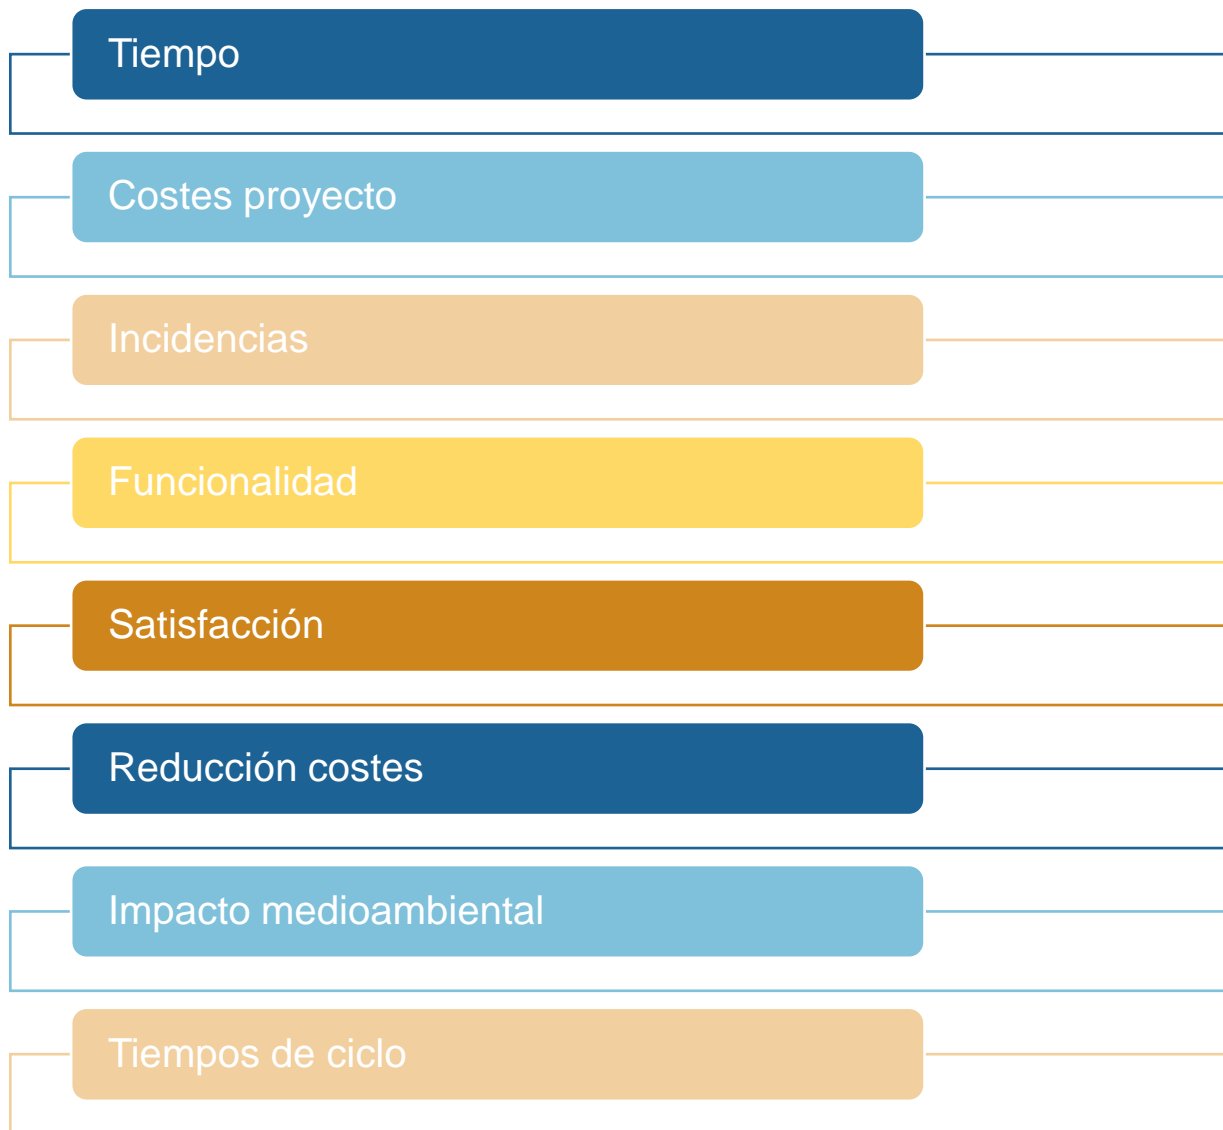 Tiempo
Costes proyecto
Incidencias
Funcionalidad
Satisfacción
Reducción costes
Impacto medioambiental
Tiempos de ciclo